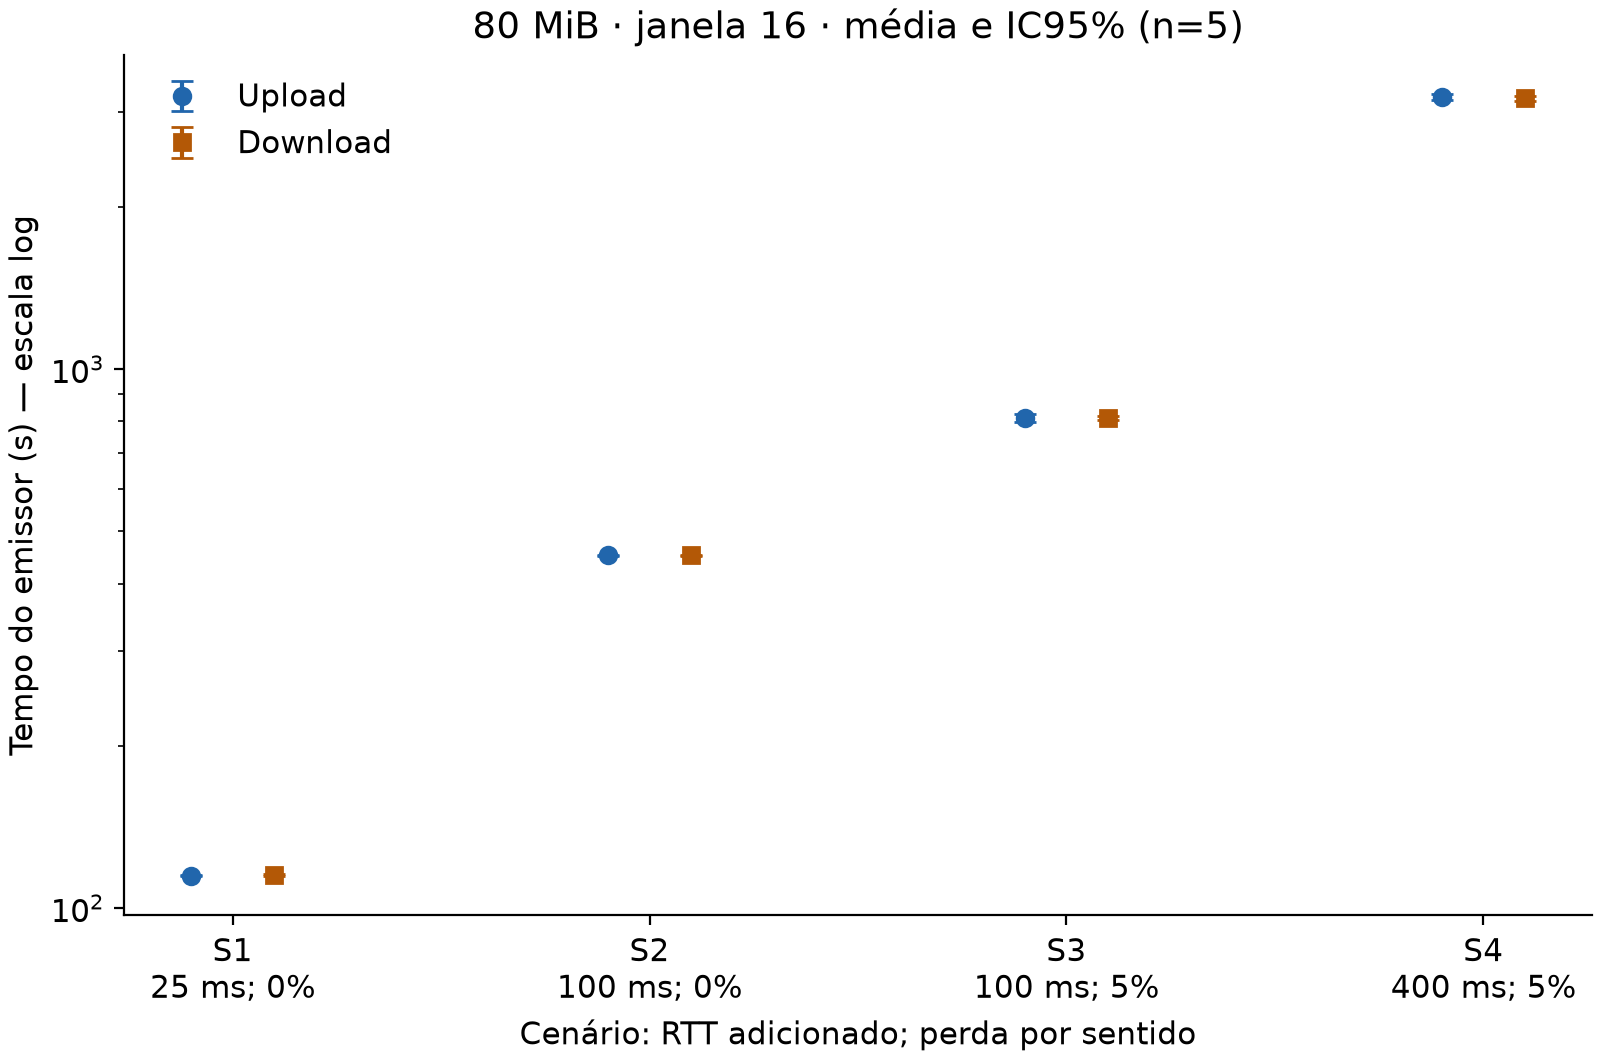 80 MiB · janela 16 · média e IC95% (n=5)
Upload
Download
Tempo do emissor (s) — escala log
10³
10²
S1
25 ms; 0%
S2
100 ms; 0%
S3
100 ms; 5%
S4
400 ms; 5%
Cenário: RTT adicionado; perda por sentido